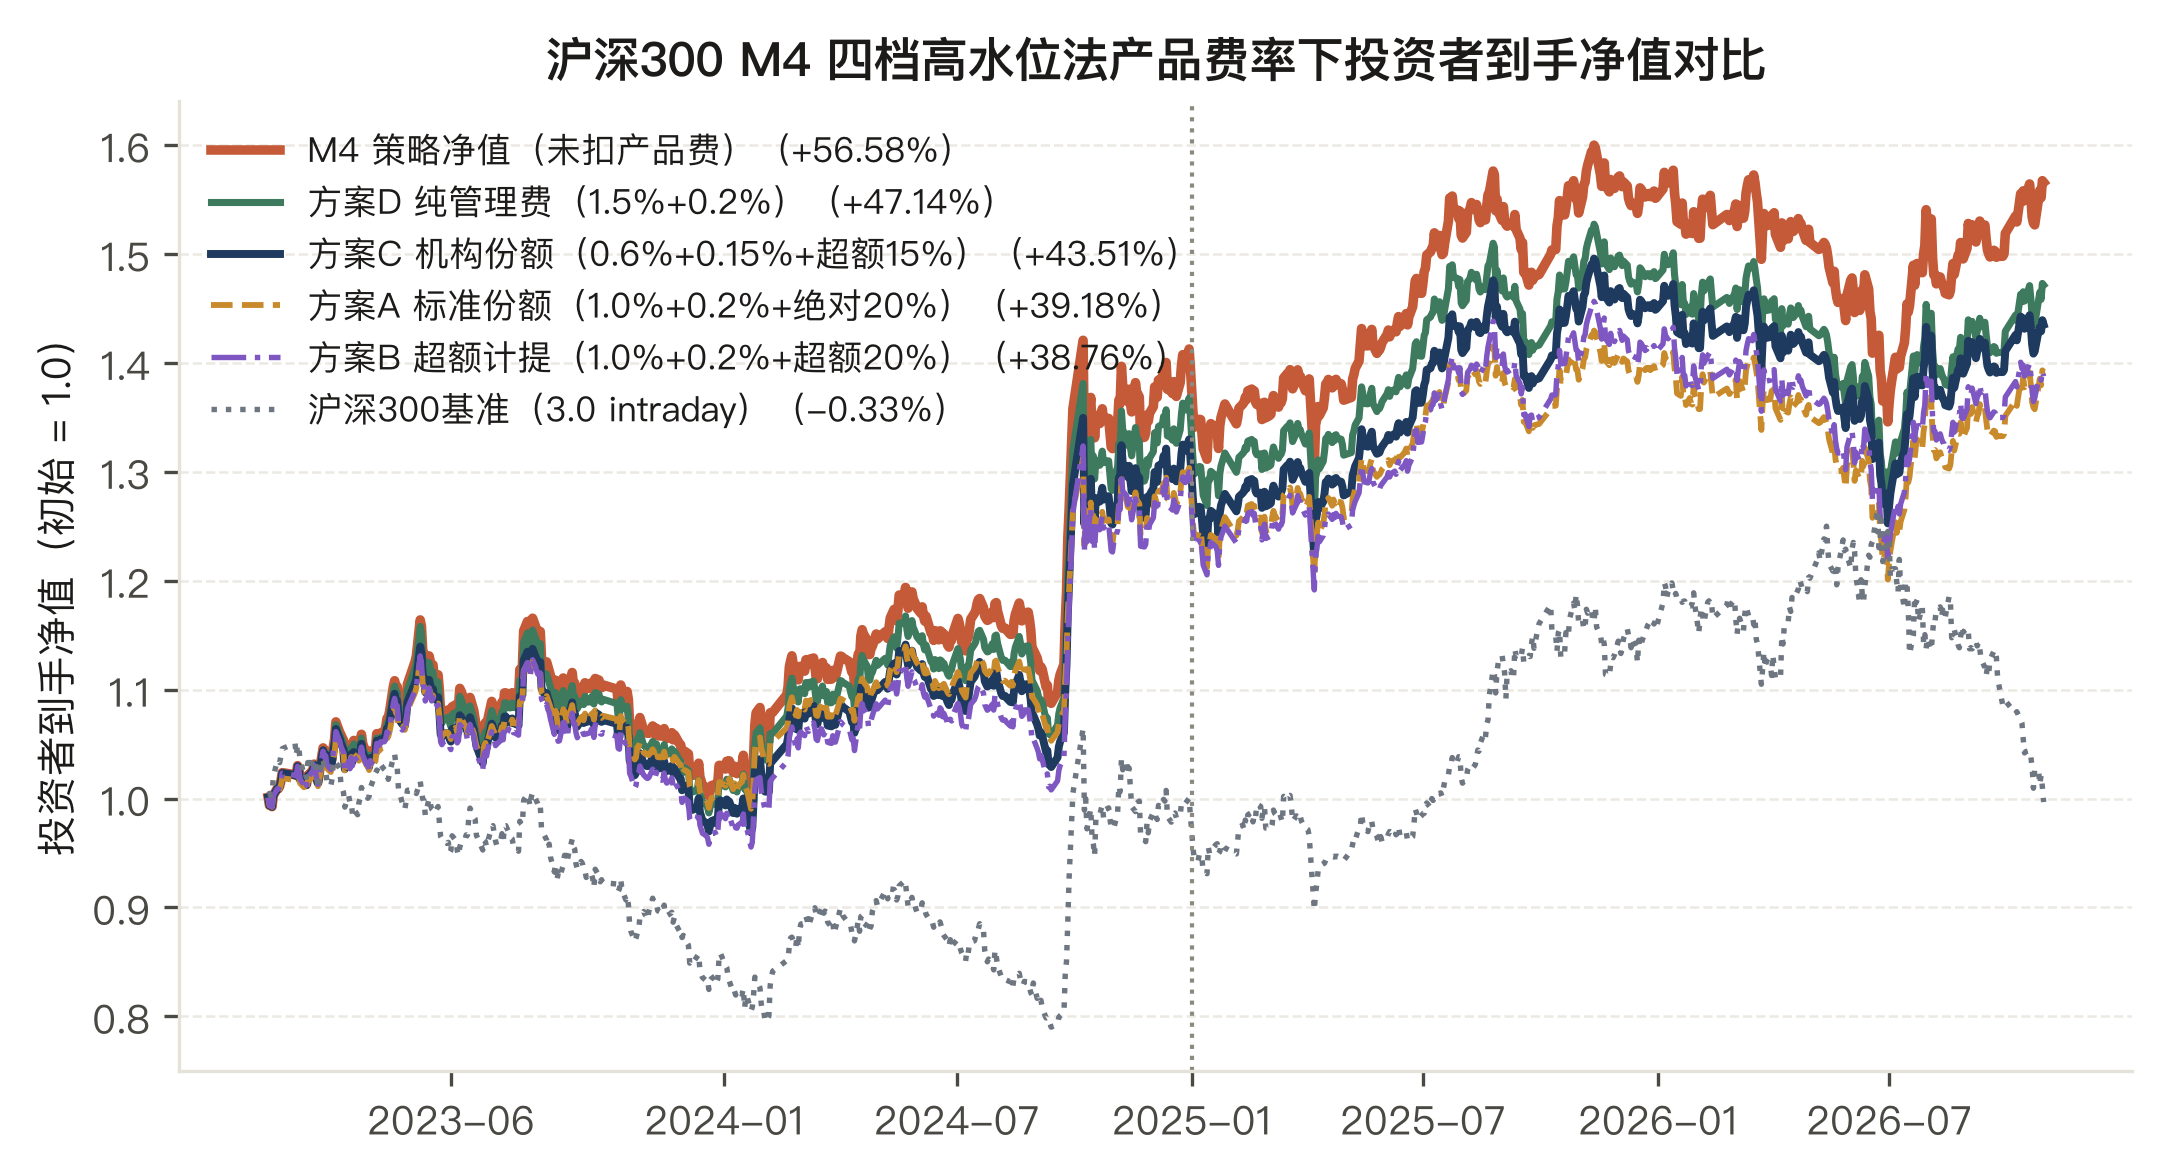 沪深300 M4 四档高水位法产品费率下投资者到手净值对比
投资者到手净值（初始 = 1.0）
1.6
1.5
1.4
1.3
1.2
1.1
1.0
0.9
0.8
M4 策略净值（未扣产品费） （+56.58%）
方案D 纯管理费（1.5%+0.2%） （+47.14%）
方案C 机构份额（0.6%+0.15%+超额15%） （+43.51%）
方案A 标准份额（1.0%+0.2%+绝对20%） （+39.18%）
方案B 超额计提（1.0%+0.2%+超额20%） （+38.76%）
沪深300基准（3.0 intraday） （−0.33%）
2023−06
2024−01
2024−07
2025−01
2025−07
2026−01
2026−07